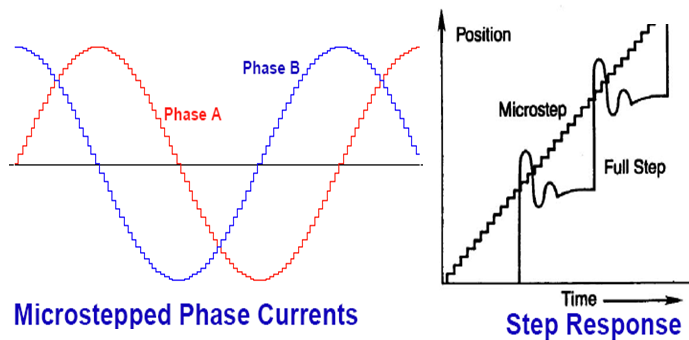 Phase B
Phase A
Microstepped Phase Currents
Position
Microstep
Full Step
Time
Step Response